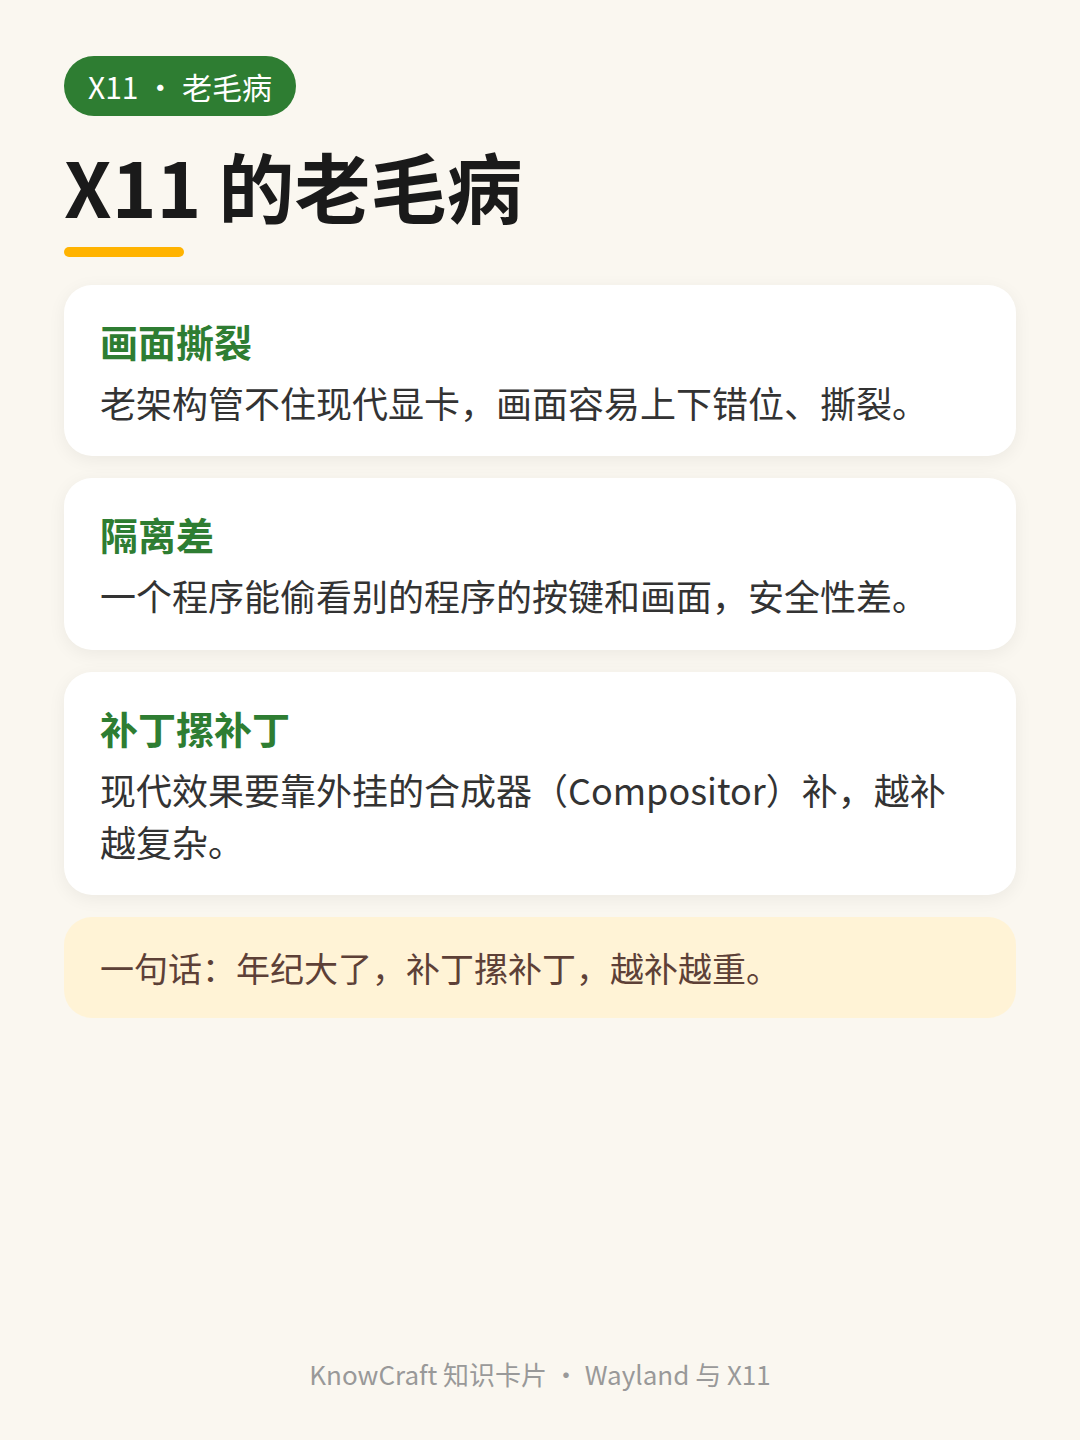 X11 · 老毛病
X11 的老毛病
画面撕裂
老架构管不住现代显卡，画面容易上下错位、撕裂。
隔离差
一个程序能偷看别的程序的按键和画面，安全性差。
补丁摞补丁
现代效果要靠外挂的合成器（Compositor）补，越补
越复杂。
一句话：年纪大了，补丁摞补丁，越补越重。
KnowCraft 知识卡片 · Wayland 与 X11